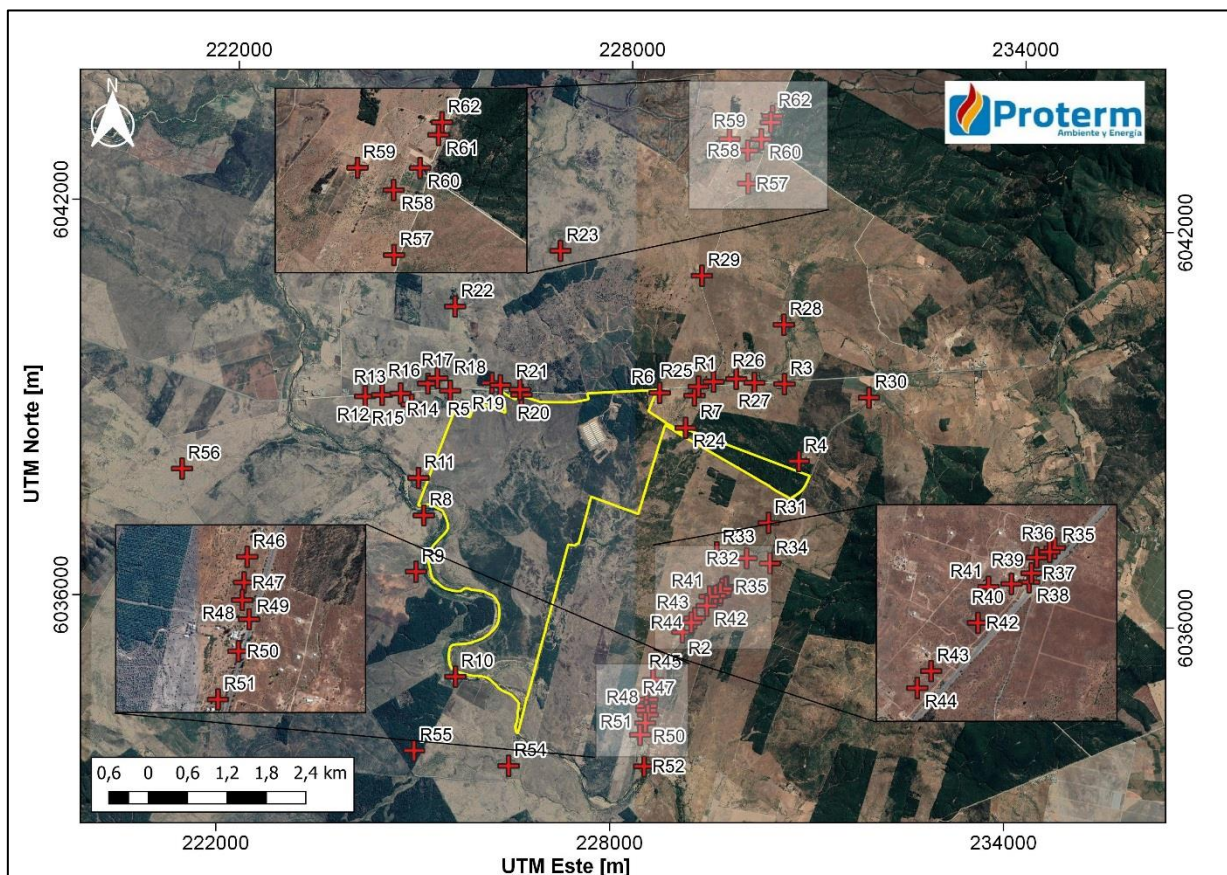 222000
228000
234000
N
Proterm
Ambiente y Energía
R62
R61
R59
R60
R58
R57
R62
R59
R60
R58
R57
6042000
6042000
R23
R29
R22
R28
R17
R18
R21
R6
R25
R1
R26
R3
R16
R13
R30
R12
R15
R14
R5
R19
R20
R7
R27
R24
R56
R4
R11
R8
R31
R33
R9
R32
R34
R46
R47
R48
R49
R50
R51
R41
R35
R43
R42
R44
R2
R36
R35
R39
R37
R41
R40
R38
R42
R43
R44
6036000
6036000
R10
R45
R48
R47
R51
R50
R55
R54
R52
0,6 0 0,6 1,2 1,8 2,4 km
222000
228000
234000
UTM Este [m]
UTM Norte [m]